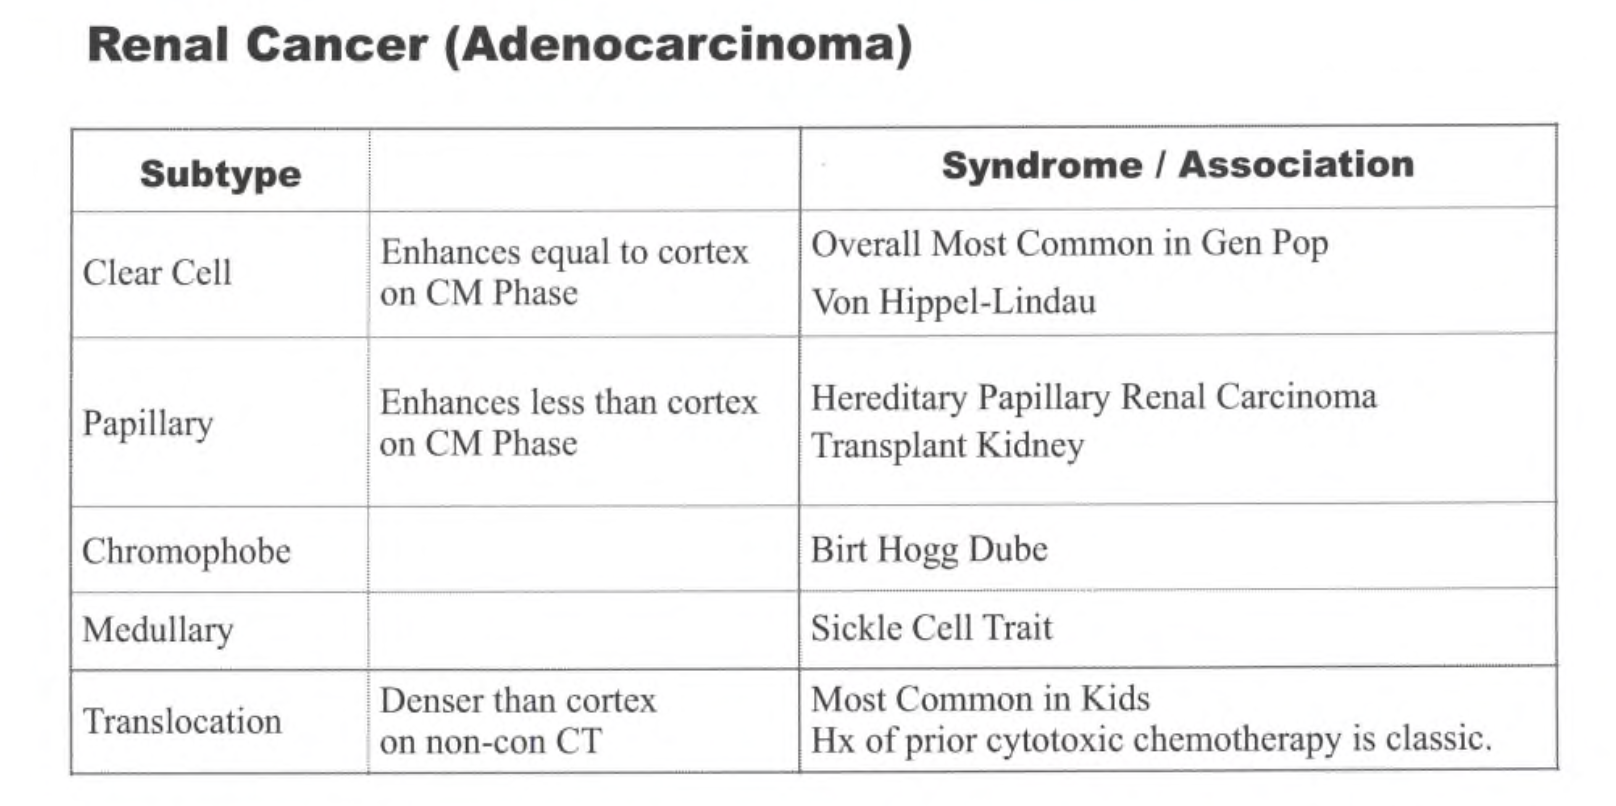 Renal Cancer (Adenocarcinoma)
Subtype
Syndrome / Association
Clear Cell
Enhances equal to cortex
on CM Phase
Overall Most Common in Gen Pop
Von Hippel-Lindau
Papillary
Enhances less than cortex
on CM Phase
Hereditary Papillary Renal Carcinoma
Transplant Kidney
Chromophobe
Birt Hogg Dube
Medullary
Sickle Cell Trait
Translocation
Denser than cortex
on non-con CT
Most Common in Kids
Hx of prior cytotoxic chemotherapy is classic.